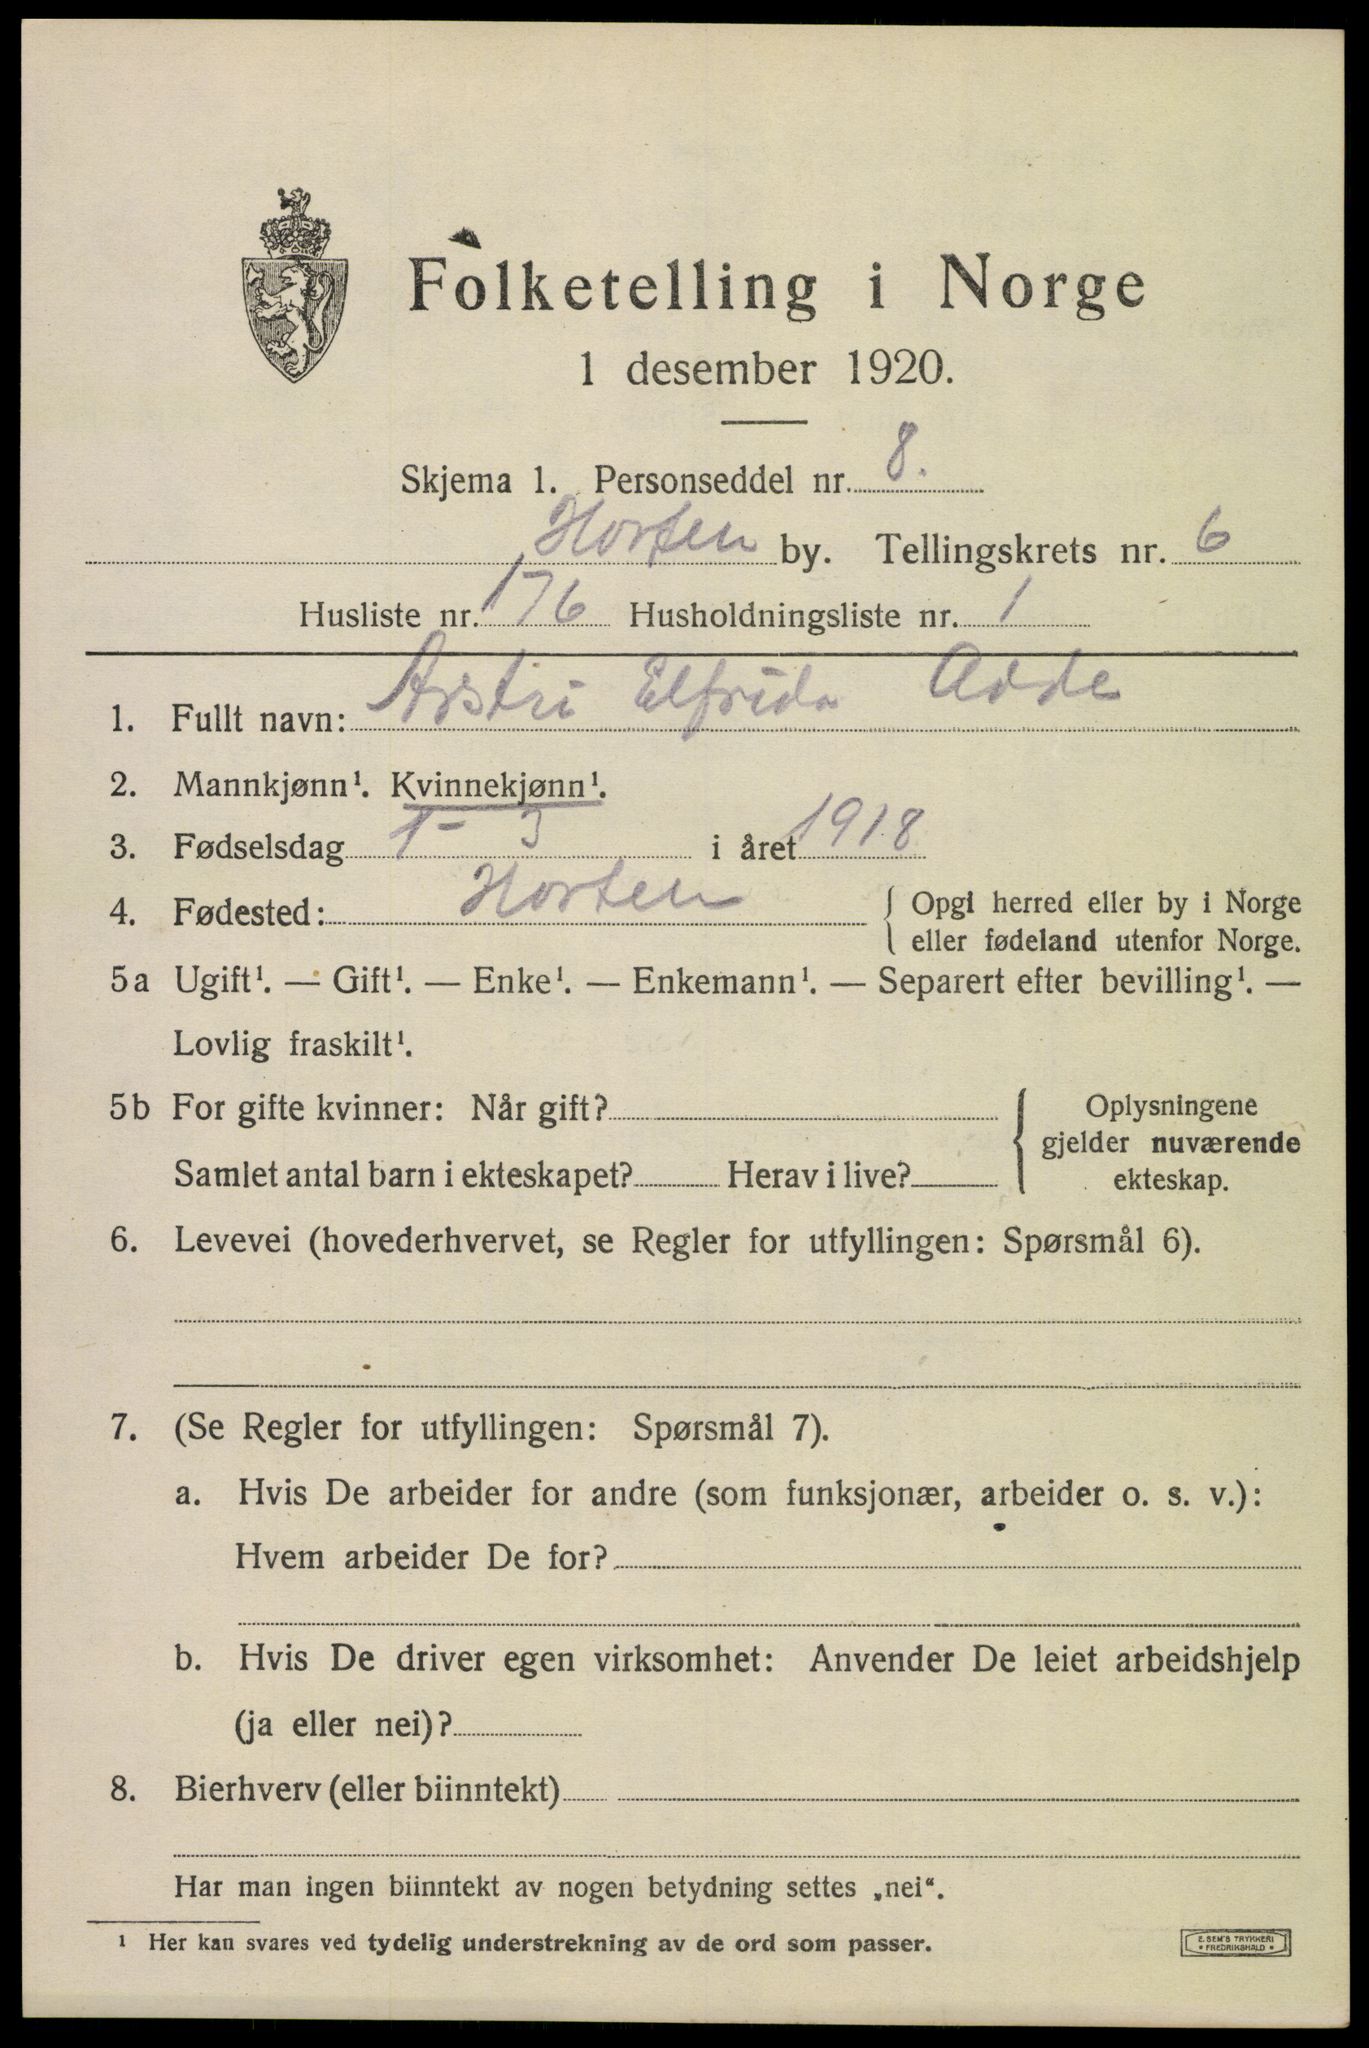 Folketelling i Norge
1 desember 1920.
Skjema 1. Personseddel nr. 8.
Horten by. Tellingskrets nr. 6
Husliste nr. 176 Husholdningsliste nr. 1
1. Fullt navn: Astri Elfrida Adde
2. Mannkjønn¹. Kvinnekjønn¹.
3. Fødselsdag 1 - 3 i året 1918
4. Fødested: Horten { Opgi herred eller by i Norge
eller fødeland utenfor Norge.
5a Ugift¹. — Gift¹. — Enke¹. — Enkemann¹. — Separert efter bevilling¹. —
Lovlig fraskilt¹.
5b For gifte kvinner: Når gift? { Oplysningene
gjelder nuværende
Samlet antal barn i ekteskapet? Herav i live? ekteskap.
6. Levevei (hovederhvervet, se Regler for utfyllingen: Spørsmål 6).
7. (Se Regler for utfyllingen: Spørsmål 7).
a. Hvis De arbeider for andre (som funksjonær, arbeider o. s. v.):
Hvem arbeider De for?
b. Hvis De driver egen virksomhet: Anvender De leiet arbeidshjelp
(ja eller nei)?
8. Bierhverv (eller biinntekt)
Har man ingen biinntekt av nogen betydning settes „nei“.
¹ Her kan svares ved tydelig understrekning av de ord som passer.
E. SEM'S TRYKKERI
* FREDRIKSHALD *